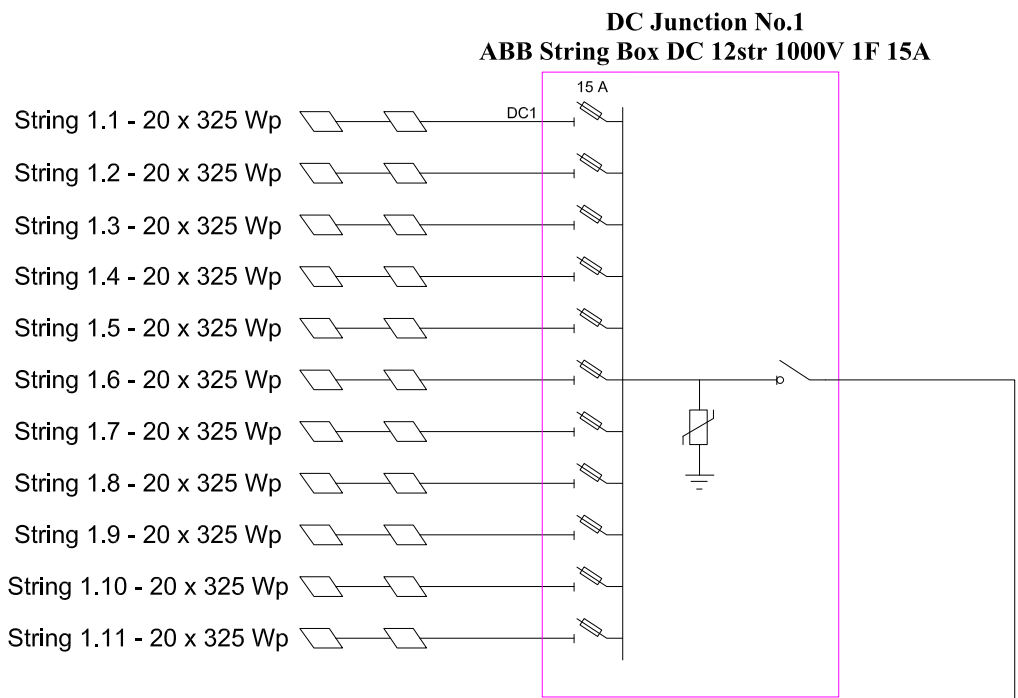 DC Junction No.1
ABB String Box DC 12str 1000V 1F 15A
15 A
String 1.1 - 20 x 325 Wp
DC1
String 1.2 - 20 x 325 Wp
String 1.3 - 20 x 325 Wp
String 1.4 - 20 x 325 Wp
String 1.5 - 20 x 325 Wp
String 1.6 - 20 x 325 Wp
String 1.7 - 20 x 325 Wp
String 1.8 - 20 x 325 Wp
String 1.9 - 20 x 325 Wp
String 1.10 - 20 x 325 Wp
String 1.11 - 20 x 325 Wp